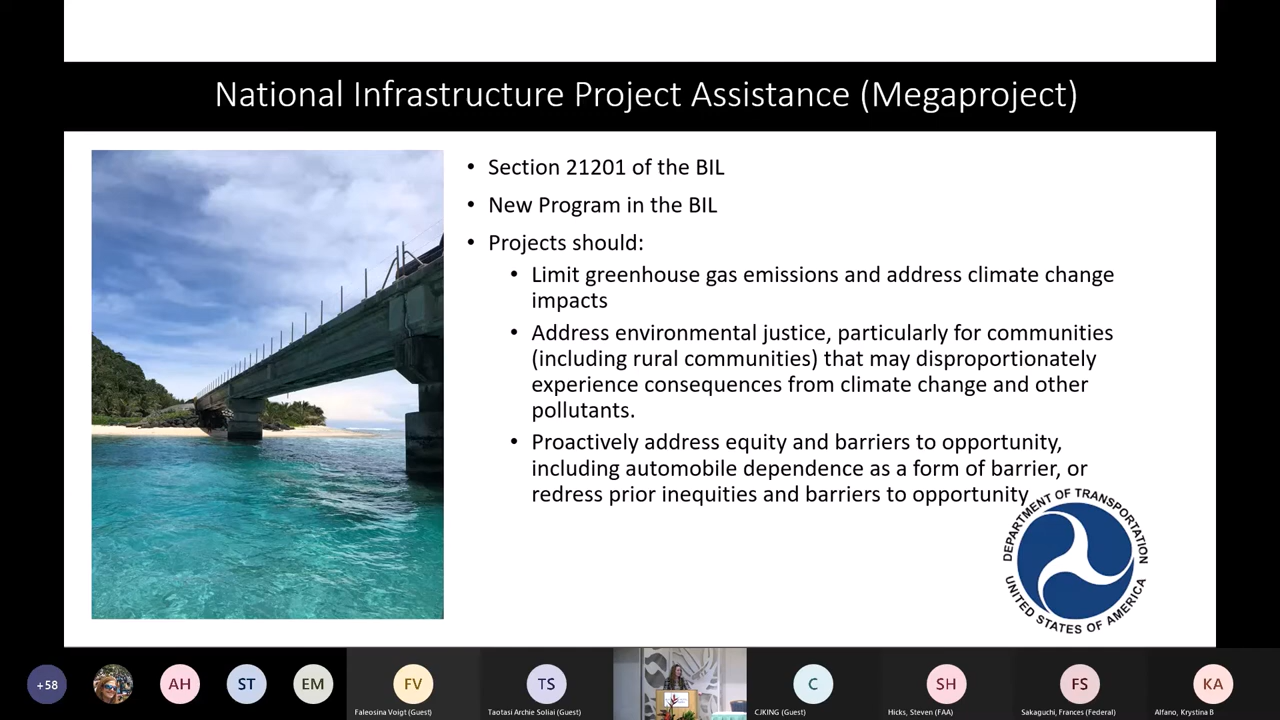 National Infrastructure Project Assistance (Megaproject)
• Section 21201 of the BIL
• New Program in the BIL
• Projects should:
• Limit greenhouse gas emissions and address climate change
impacts
• Address environmental justice, particularly for communities
(including rural communities) that may disproportionately
experience consequences from climate change and other
pollutants.
• Proactively address equity and barriers to opportunity,
including automobile dependence as a form of barrier, or
redress prior inequities and barriers to opportunity
DEPARTMENT OF TRANSPORTATION
UNITED STATES OF AMERICA
+58
AH
ST
EM
FV
TS
C
SH
FS
KA
Faleosina Voigt (Guest)
Taotasi Archie Soliai (Guest)
CJKING (Guest)
Hicks, Steven (FAA)
Sakaguchi, Frances (Federal)
Alfano, Krystina B